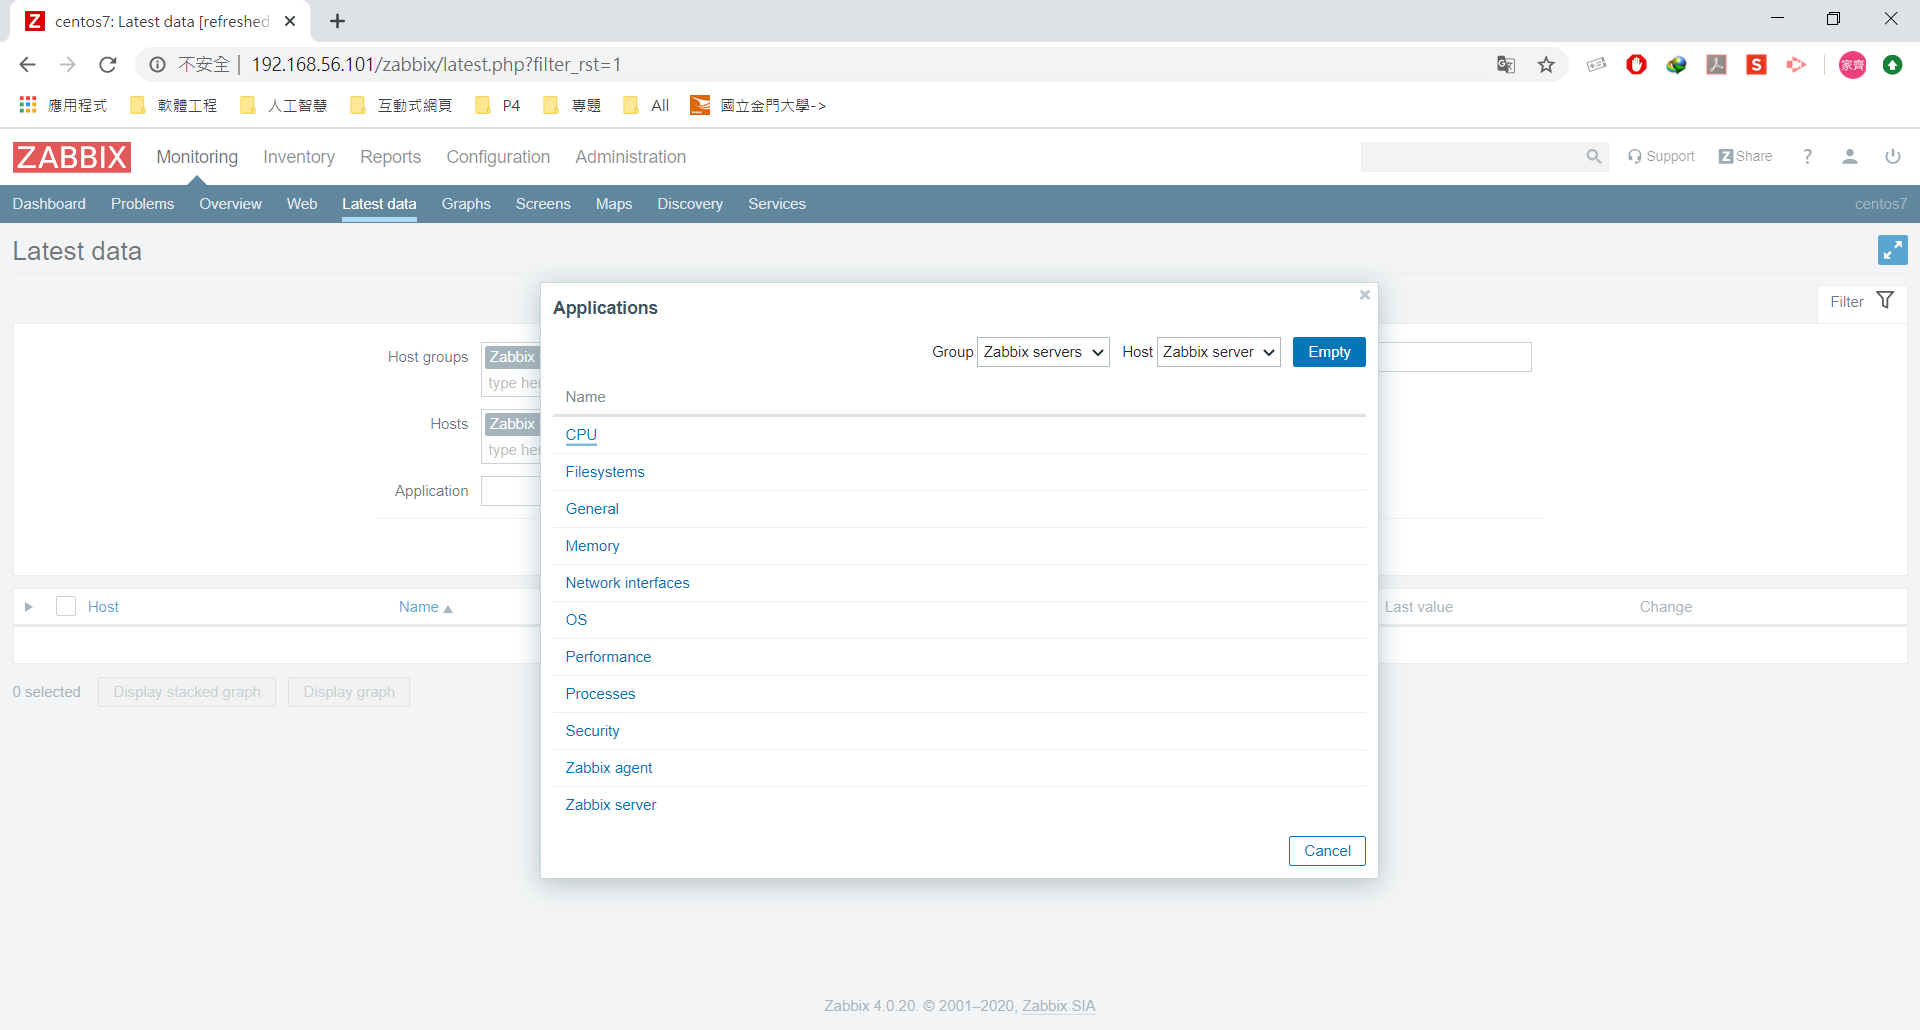 Z centos7: Latest data [refreshed
不安全 | 192.168.56.101/zabbix/latest.php?filter_rst=1 S 家齊
應用程式 軟體工程 人工智慧 互動式網頁 P4 專題 All 國立金門大學->
ZABBIX Monitoring Inventory Reports Configuration Administration Support Z Share ?
Dashboard Problems Overview Web Latest data Graphs Screens Maps Discovery Services centos7
Latest data
Filter
Applications
Group Zabbix servers Host Zabbix server Empty
Host groups Zabbix
type her
Hosts Zabbix
type her
Application
Name
CPU
Filesystems
General
Memory
Network interfaces
OS
Performance
Processes
Security
Zabbix agent
Zabbix server
Cancel
Host Name Last value Change
0 selected Display stacked graph Display graph
Zabbix 4.0.20. © 2001–2020, Zabbix SIA